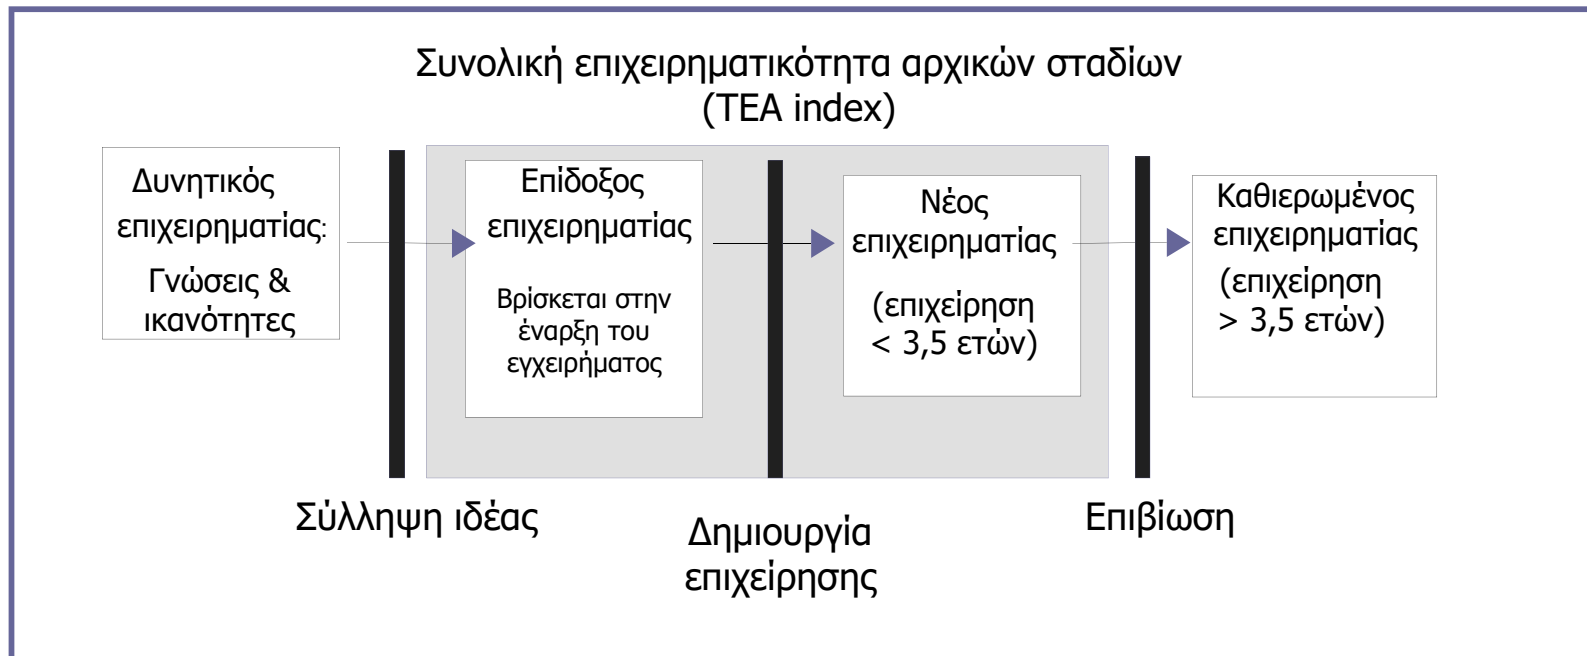 Συνολική επιχειρηματικότητα αρχικών σταδίων
(TEA index)
Δυνητικός
επιχειρηματίας:
Γνώσεις &
ικανότητες
Επίδοξος
επιχειρηματίας
Βρίσκεται στην
έναρξη του
εγχειρήματος
Νέος
επιχειρηματίας
(επιχείρηση
< 3,5 ετών)
Καθιερωμένος
επιχειρηματίας
(επιχείρηση
> 3,5 ετών)
Σύλληψη ιδέας
Δημιουργία
επιχείρησης
Επιβίωση